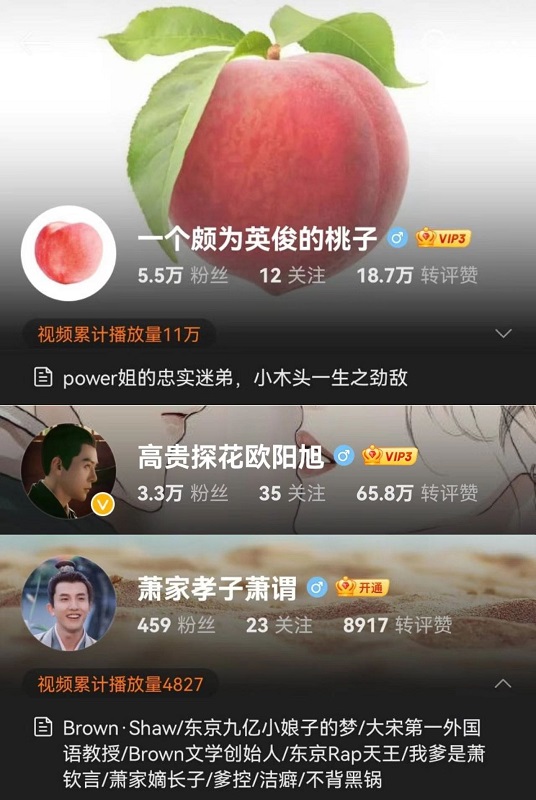 一个颇为英俊的桃子 VIP3
5.5万 粉丝 12 关注 18.7万 转评赞
视频累计播放量11万
power姐的忠实迷弟，小木头一生之劲敌
高贵探花欧阳旭 VIP3
3.3万 粉丝 35 关注 65.8万 转评赞
萧家孝子萧谓 开通
459 粉丝 23 关注 8917 转评赞
视频累计播放量4827
Brown·Shaw/东京九亿小娘子的梦/大宋第一外国
语教授/Brown文学创始人/东京Rap天王/我爹是萧
钦言/萧家嫡长子/爹控/洁癖/不背黑锅